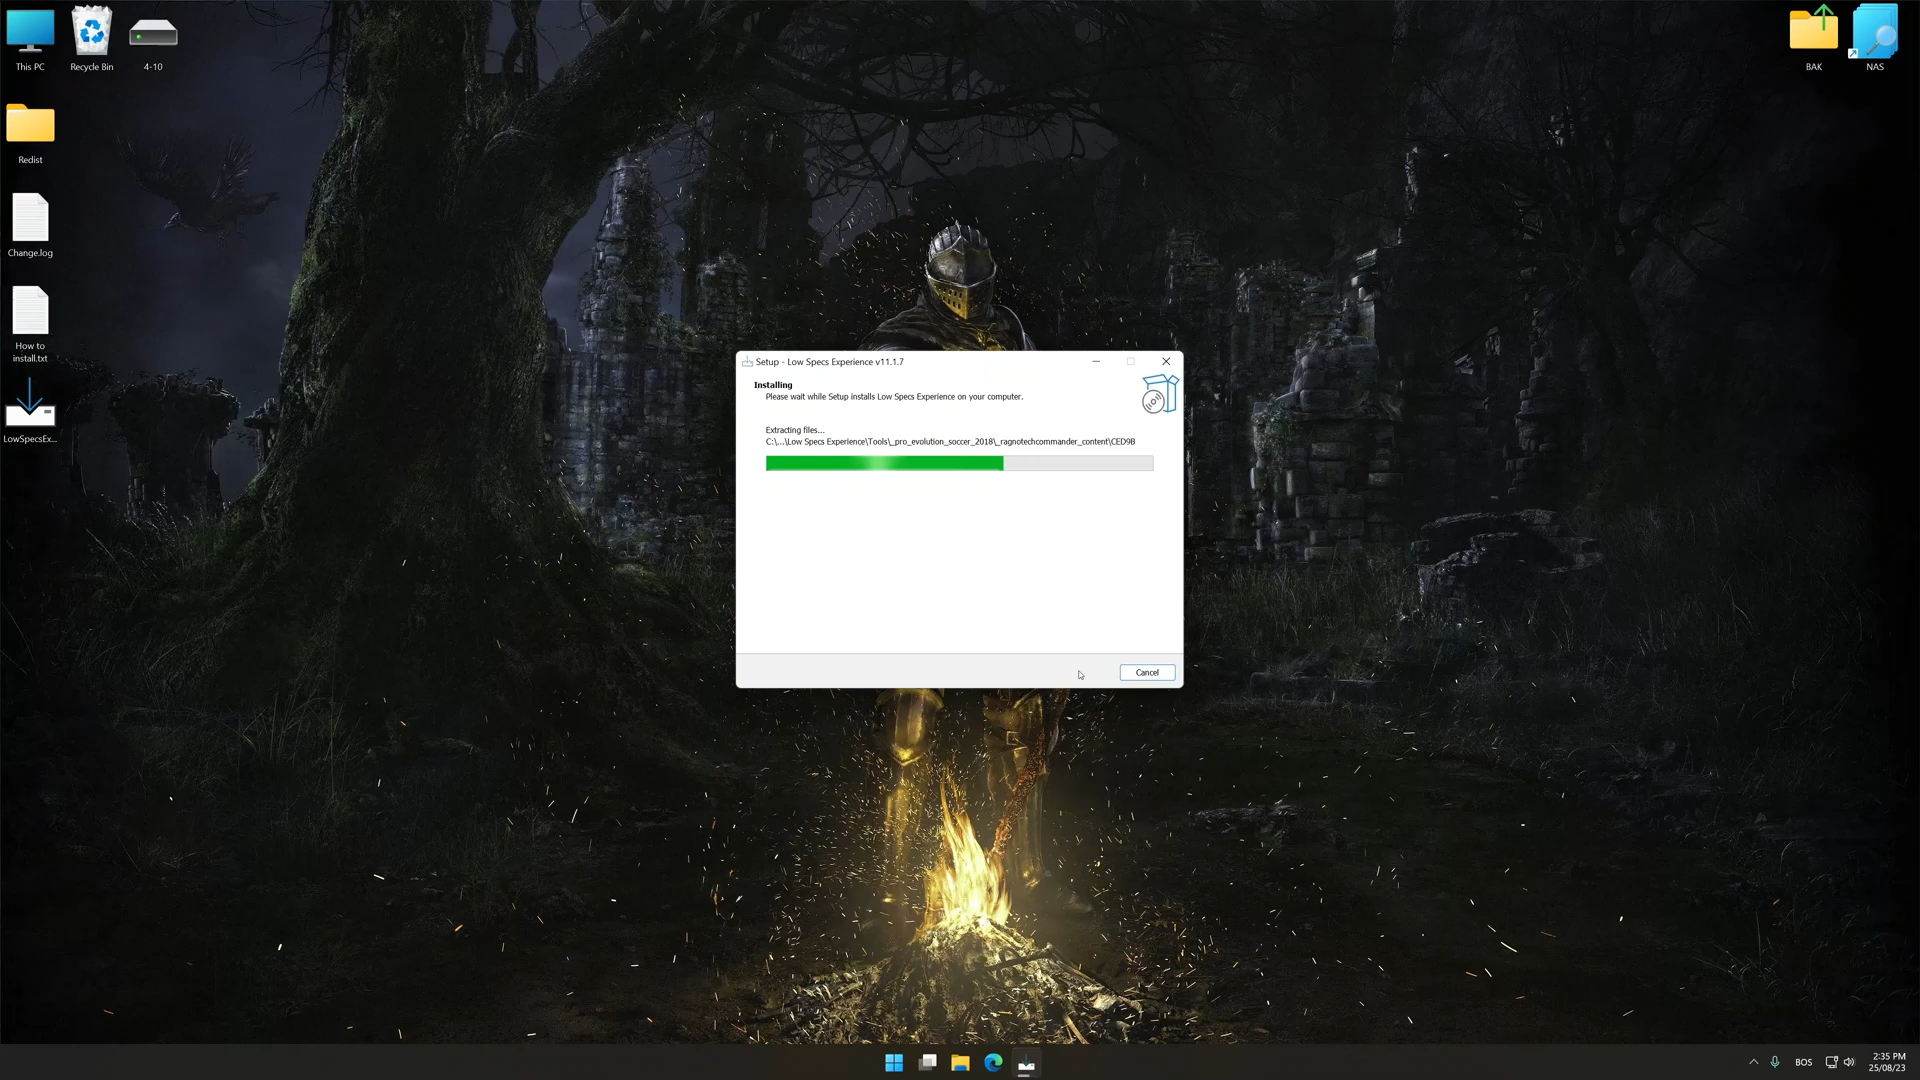 This PC
Recycle Bin
4-10
BAK
NAS
Redist
Change.log
How to
install.txt
LowSpecsEx...
Setup - Low Specs Experience v11.1.7
Installing
Please wait while Setup installs Low Specs Experience on your computer.
Extracting files...
C:\...\Low Specs Experience\Tools\_pro_evolution_soccer_2018\_ragnotechcommander_content\CED9B
Cancel
BOS
2:35 PM
25/08/23